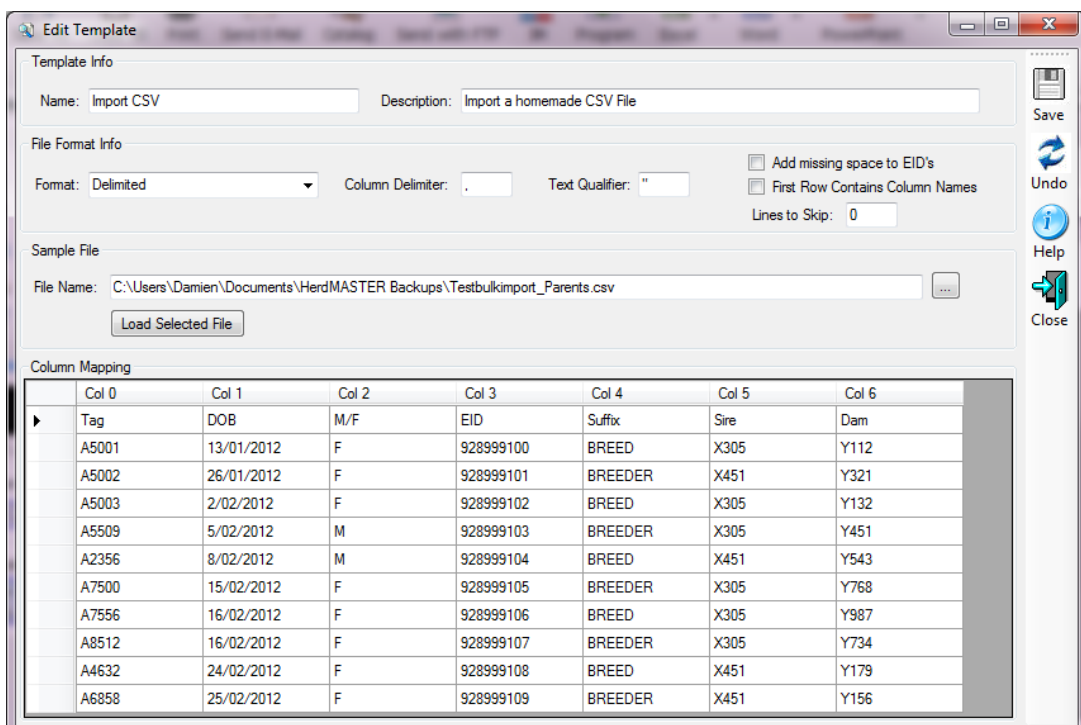 Edit Template
Template Info
Name: Import CSV Description: Import a homemade CSV File
Save
File Format Info
Add missing space to EID's
Format: Delimited Column Delimiter: , Text Qualifier: " First Row Contains Column Names
Undo
Lines to Skip: 0
Sample File
Help
File Name: C:\Users\Damien\Documents\HerdMASTER Backups\Testbulkimport_Parents.csv ...
Load Selected File
Close
Column Mapping
Col 0 Col 1 Col 2 Col 3 Col 4 Col 5 Col 6
Tag DOB M/F EID Suffix Sire Dam
A5001 13/01/2012 F 928999100 BREED X305 Y112
A5002 26/01/2012 F 928999101 BREEDER X451 Y321
A5003 2/02/2012 F 928999102 BREED X305 Y132
A5509 5/02/2012 M 928999103 BREEDER X305 Y451
A2356 8/02/2012 M 928999104 BREED X451 Y543
A7500 15/02/2012 F 928999105 BREEDER X305 Y768
A7556 16/02/2012 F 928999106 BREED X305 Y987
A8512 16/02/2012 F 928999107 BREEDER X305 Y734
A4632 24/02/2012 F 928999108 BREED X451 Y179
A6858 25/02/2012 F 928999109 BREEDER X451 Y156